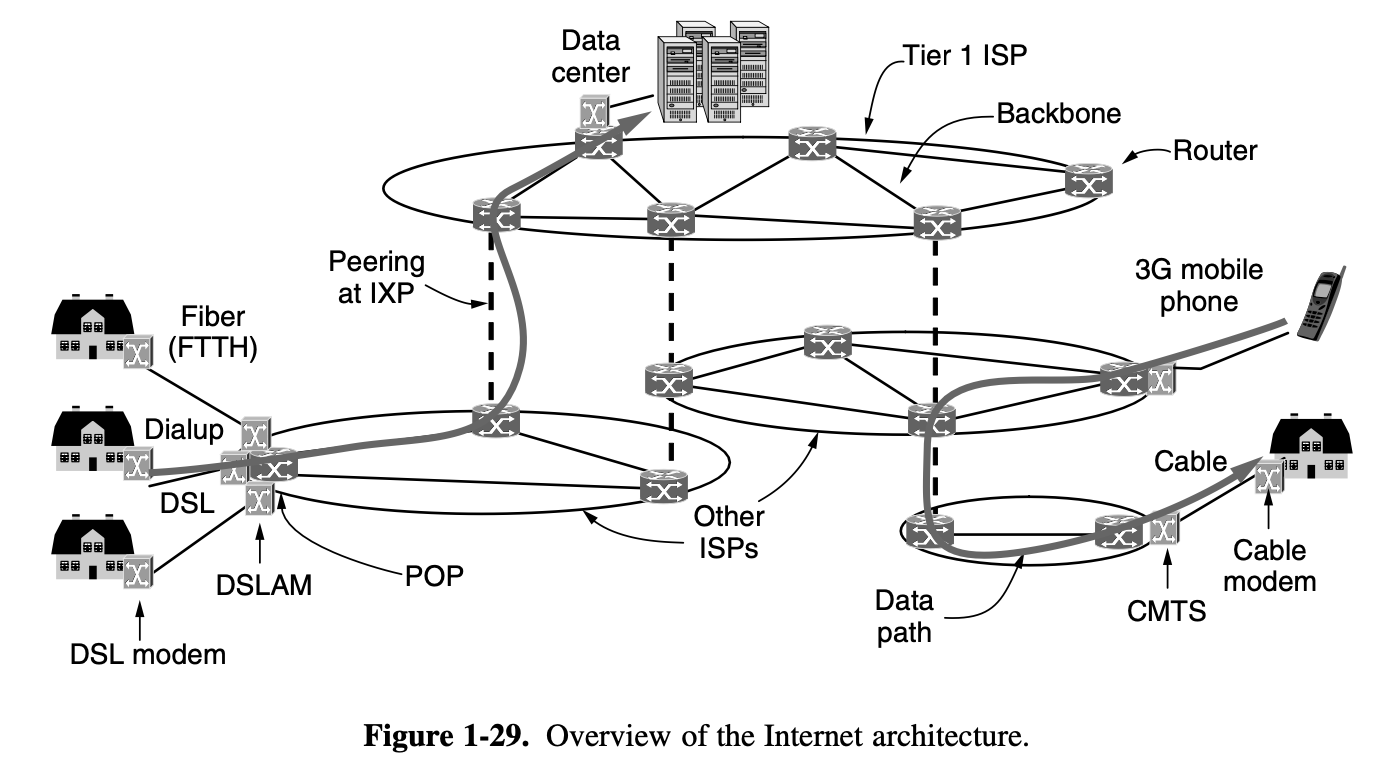 Data
center
Tier 1 ISP
Backbone
Router
Peering
at IXP
3G mobile
phone
Fiber
(FTTH)
Dialup
DSL
Other
ISPs
Cable
DSLAM
POP
Data
path
CMTS
Cable
modem
DSL modem
Figure 1-29. Overview of the Internet architecture.